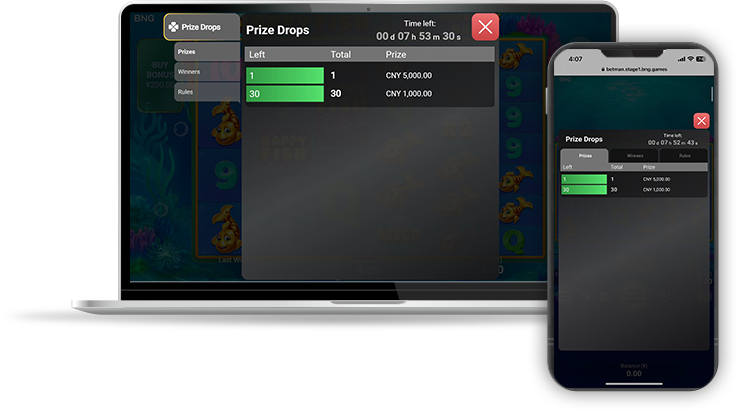 BNG
Prize Drops
Prizes
Winners
Rules
BUY
BONUS
Prize Drops
Time left:
00 d 07 h 53 m 30 s
Left Total Prize
1 1 CNY 5,000.00
30 30 CNY 1,000.00
4:07
betman.stage1.bng.games
BNG
Prize Drops
Time left:
00 d 07 h 52 m 43 s
Prizes Winners Rules
Left Total Prize
1 1 CNY 5,000.00
30 30 CNY 1,000.00
Balance (¥)
0.00